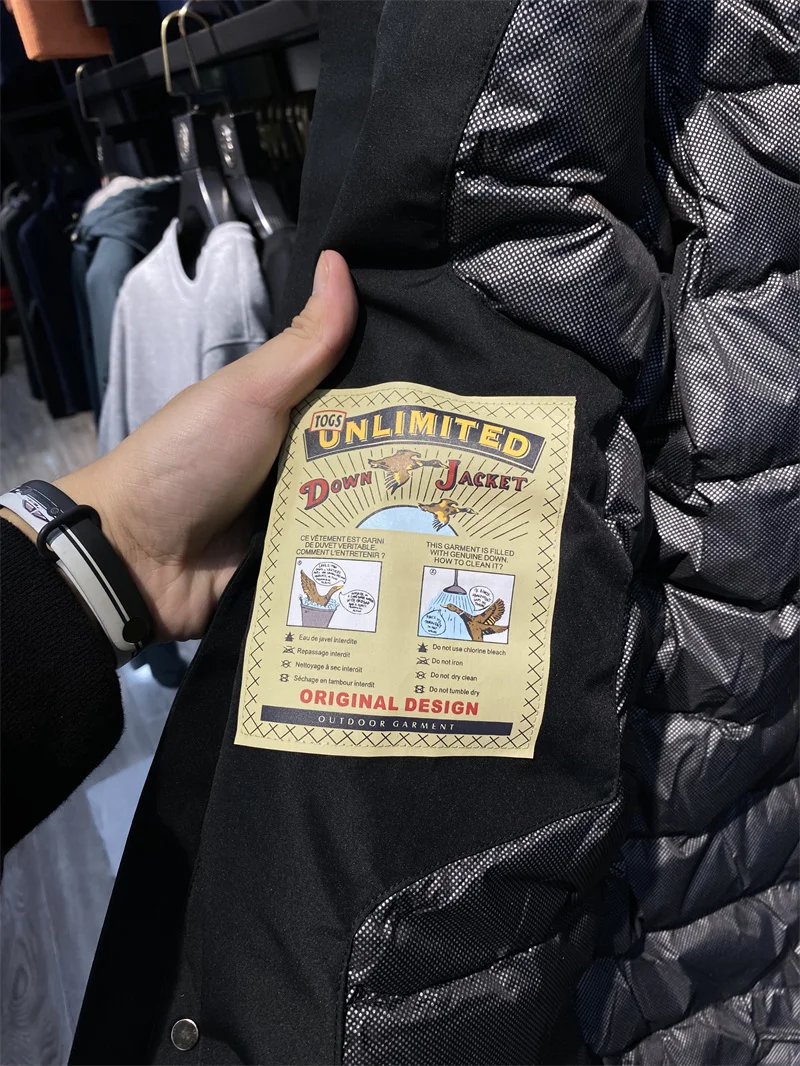 TOGS
UNLIMITED
DOWN JACKET
CE VÊTEMENT EST GARNI
DE DUVET VERITABLE.
COMMENT L'ENTRETENIR ?
Eau de javel interdite
Repassage interdit
Nettoyage à sec interdit
Séchage en tambour interdit
THIS GARMENT IS FILLED
WITH GENUINE DOWN.
HOW TO CLEAN IT?
Do not use chlorine bleach
Do not iron
Do not dry clean
Do not tumble dry
ORIGINAL DESIGN
OUTDOOR GARMENT